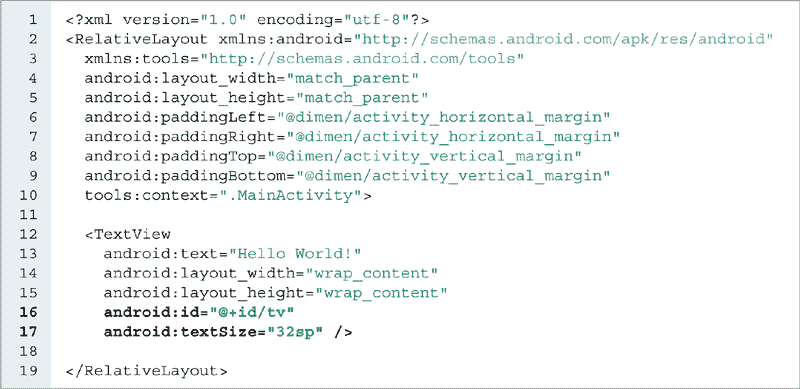 1 <?xml version="1.0" encoding="utf-8"?>
2 <RelativeLayout xmlns:android="http://schemas.android.com/apk/res/android"
3 xmlns:tools="http://schemas.android.com/tools"
4 android:layout_width="match_parent"
5 android:layout_height="match_parent"
6 android:paddingLeft="@dimen/activity_horizontal_margin"
7 android:paddingRight="@dimen/activity_horizontal_margin"
8 android:paddingTop="@dimen/activity_vertical_margin"
9 android:paddingBottom="@dimen/activity_vertical_margin"
10 tools:context=".MainActivity">
11
12 <TextView
13 android:text="Hello World!"
14 android:layout_width="wrap_content"
15 android:layout_height="wrap_content"
16 android:id="@+id/tv"
17 android:textSize="32sp" />
18
19 </RelativeLayout>